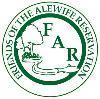 FRIENDS OF THE ALEWIFE RESERVATION
FAR